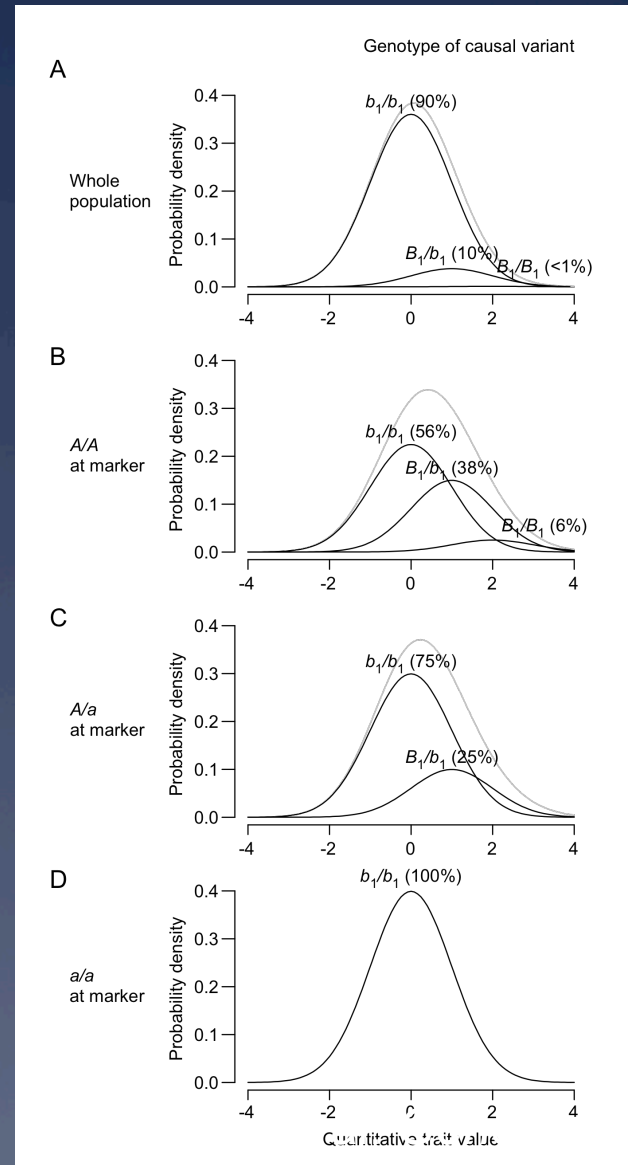 Genotype of causal variant
A
b₁/b₁ (90%)
B₁/b₁ (10%)
B₁/B₁ (<1%)
Whole
population
Probability density
0.4
0.3
0.2
0.1
0.0
-4 -2 0 2 4
B
b₁/b₁ (56%)
B₁/b₁ (38%)
B₁/B₁ (6%)
A/A
at marker
Probability density
0.4
0.3
0.2
0.1
0.0
-4 -2 0 2 4
C
b₁/b₁ (75%)
B₁/b₁ (25%)
A/a
at marker
Probability density
0.4
0.3
0.2
0.1
0.0
-4 -2 0 2 4
D
b₁/b₁ (100%)
a/a
at marker
Probability density
0.4
0.3
0.2
0.1
0.0
-4 -2 0 2 4
Quantitative trait value